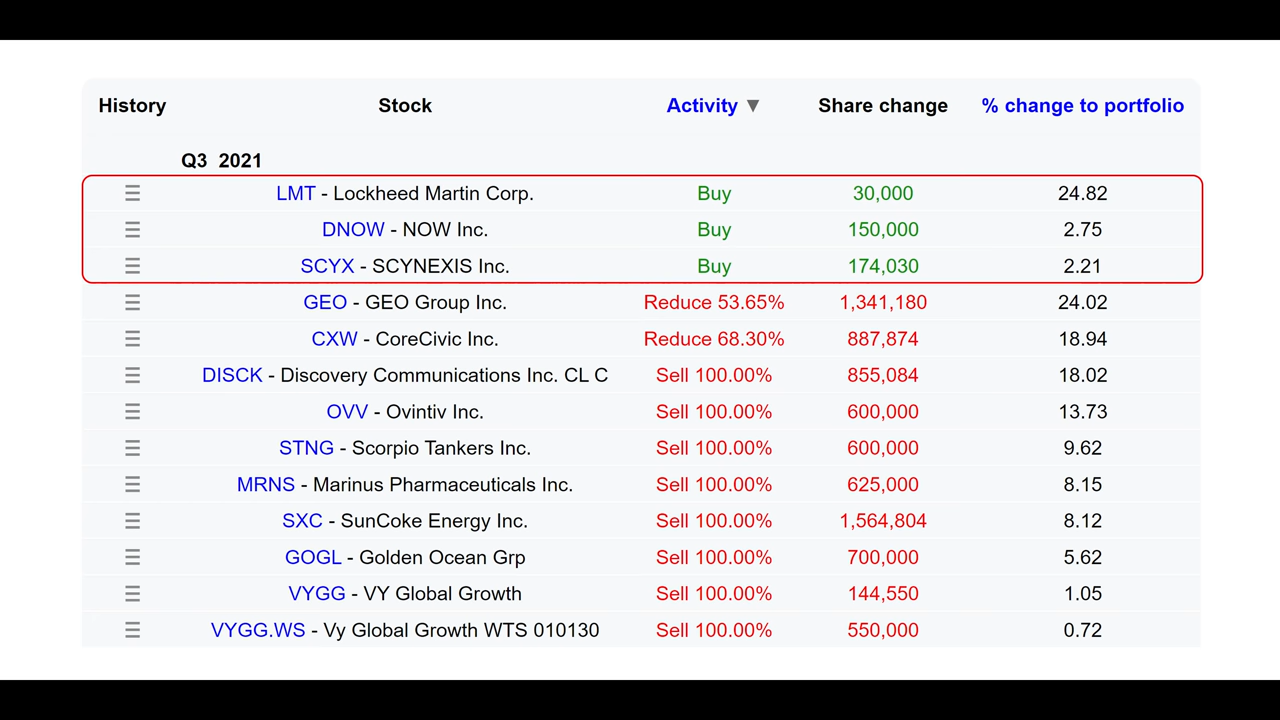 History Stock Activity ▼ Share change % change to portfolio
Q3 2021
☰ LMT - Lockheed Martin Corp. Buy 30,000 24.82
☰ DNOW - NOW Inc. Buy 150,000 2.75
☰ SCYX - SCYNEXIS Inc. Buy 174,030 2.21
☰ GEO - GEO Group Inc. Reduce 53.65% 1,341,180 24.02
☰ CXW - CoreCivic Inc. Reduce 68.30% 887,874 18.94
☰ DISCK - Discovery Communications Inc. CL C Sell 100.00% 855,084 18.02
☰ OVV - Ovintiv Inc. Sell 100.00% 600,000 13.73
☰ STNG - Scorpio Tankers Inc. Sell 100.00% 600,000 9.62
☰ MRNS - Marinus Pharmaceuticals Inc. Sell 100.00% 625,000 8.15
☰ SXC - SunCoke Energy Inc. Sell 100.00% 1,564,804 8.12
☰ GOGL - Golden Ocean Grp Sell 100.00% 700,000 5.62
☰ VYGG - VY Global Growth Sell 100.00% 144,550 1.05
☰ VYGG.WS - Vy Global Growth WTS 010130 Sell 100.00% 550,000 0.72